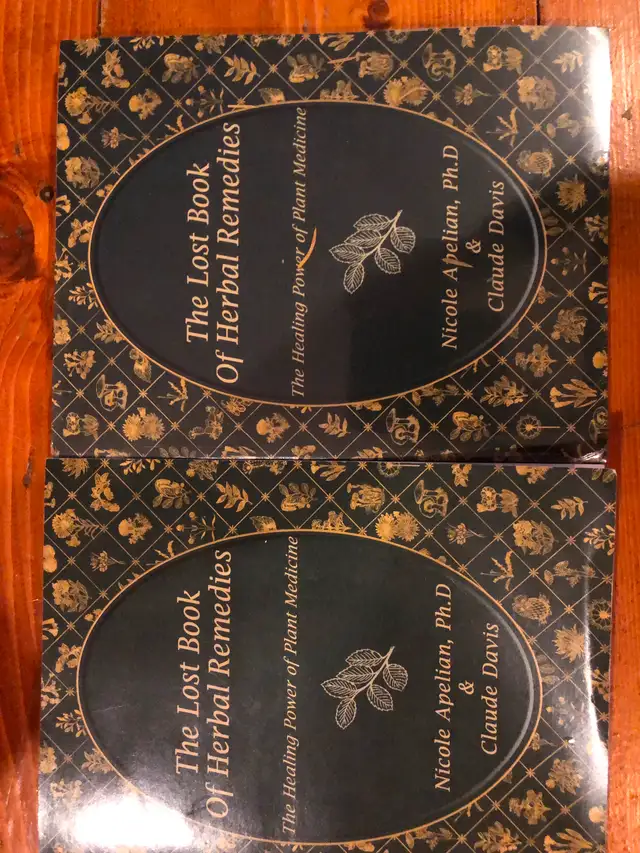 The Lost Book
Of Herbal Remedies
The Healing Power of Plant Medicine
Nicole Apelian, Ph.D
&
Claude Davis
The Lost Book
Of Herbal Remedies
The Healing Power of Plant Medicine
Nicole Apelian, Ph.D
&
Claude Davis